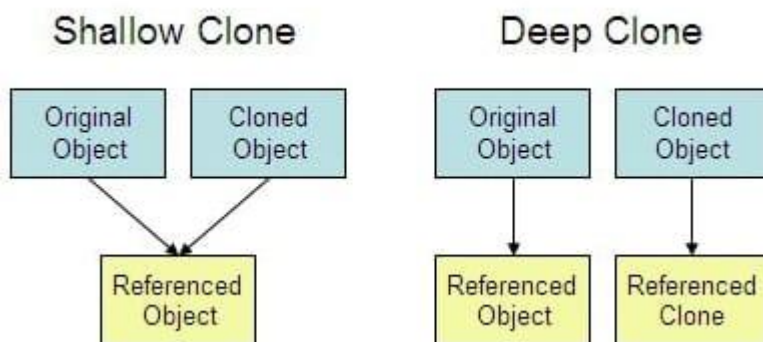 Shallow Clone
Original
Object
Cloned
Object
Referenced
Object
Deep Clone
Original
Object
Cloned
Object
Referenced
Object
Referenced
Clone